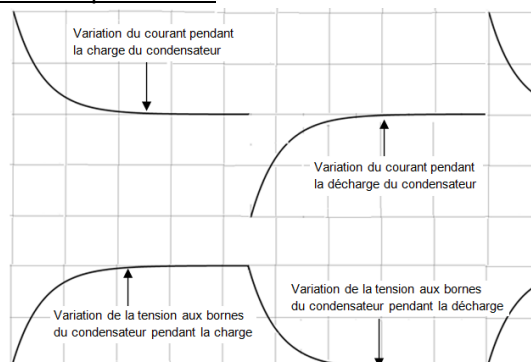 Variation du courant pendant
la charge du condensateur
Variation du courant pendant
la décharge du condensateur
Variation de la tension aux bornes
du condensateur pendant la décharge
Variation de la tension aux bornes
du condensateur pendant la charge